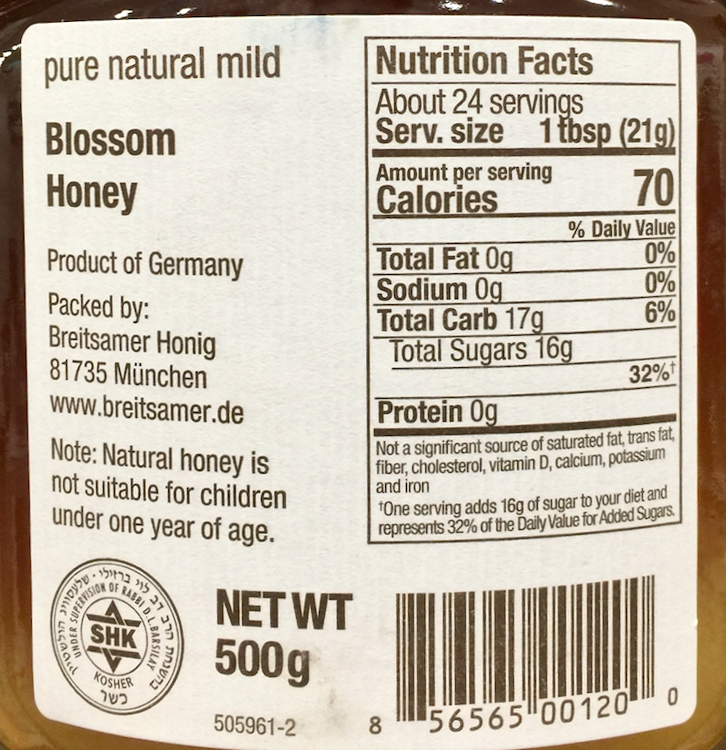 pure natural mild
Blossom
Honey
Product of Germany
Packed by:
Breitsamer Honig
81735 München
www.breitsamer.de
Note: Natural honey is
not suitable for children
under one year of age.
UNDER SUPERVISION OF RABBI D.L. BARSILAY
SHK
KOSHER
כשר
NET WT
500g
505961-2
Nutrition Facts
About 24 servings
Serv. size 1 tbsp (21g)
Amount per serving
Calories 70
% Daily Value
Total Fat 0g 0%
Sodium 0g 0%
Total Carb 17g 6%
Total Sugars 16g
32%†
Protein 0g
Not a significant source of saturated fat, trans fat,
fiber, cholesterol, vitamin D, calcium, potassium
and iron
†One serving adds 16g of sugar to your diet and
represents 32% of the Daily Value for Added Sugars.
8 56565 00120 0